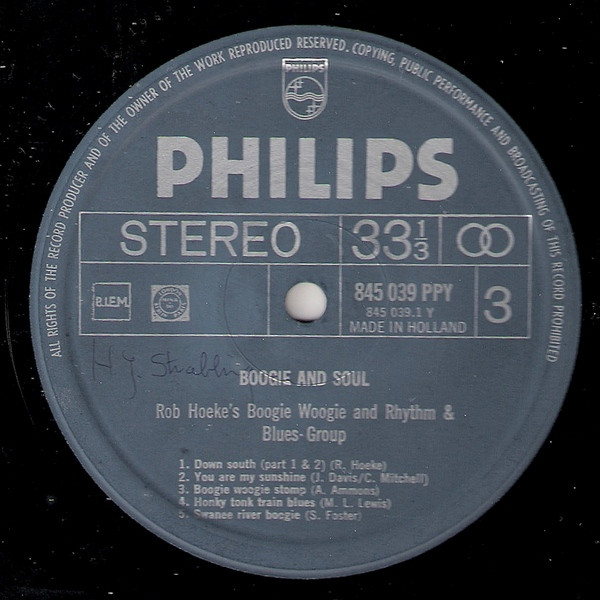 ALL RIGHTS OF THE RECORD PRODUCER AND OF THE OWNER OF THE WORK REPRODUCED RESERVED. COPYING, PUBLIC PERFORMANCE AND BROADCASTING OF THIS RECORD PROHIBITED
PHILIPS
PHILIPS
STEREO 33 1/3
B.I.E.M. 845 039 PPY 3
845 039.1 Y
MADE IN HOLLAND
H J.
BOOGIE AND SOUL
Rob Hoeke's Boogie Woogie and Rhythm &
Blues-Group
1. Down south (part 1 & 2) (R. Hoeke)
2. You are my sunshine (J. Davis/C. Mitchell)
3. Boogie woogie stomp (A. Ammons)
4. Honky tonk train blues (M. L. Lewis)
5. Swanee river boogie (S. Foster)